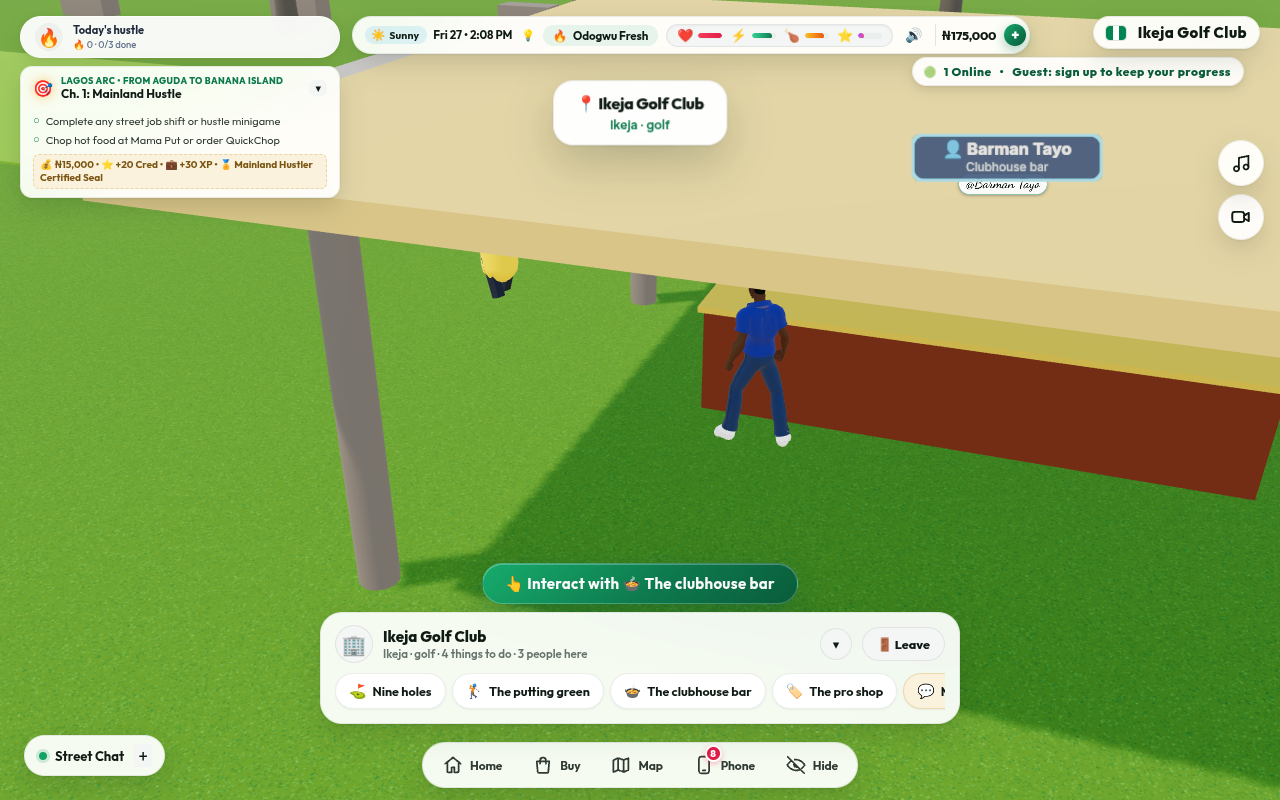 Today's hustle
0 · 0/3 done
Sunny
Fri 27 • 2:08 PM
Odogwu Fresh
₦175,000
+
Ikeja Golf Club
1 Online • Guest: sign up to keep your progress
LAGOS ARC • FROM AGUDA TO BANANA ISLAND
Ch. 1: Mainland Hustle
Complete any street job shift or hustle minigame
Chop hot food at Mama Put or order QuickChop
₦15,000 • +20 Cred • +30 XP • Mainland Hustler
Certified Seal
Ikeja Golf Club
Ikeja · golf
Barman Tayo
Clubhouse bar
@Barman Tayo
Interact with The clubhouse bar
Ikeja Golf Club
Ikeja · golf · 4 things to do · 3 people here
Leave
Nine holes
The putting green
The clubhouse bar
The pro shop
Street Chat +
Home
Buy
Map
8
Phone
Hide